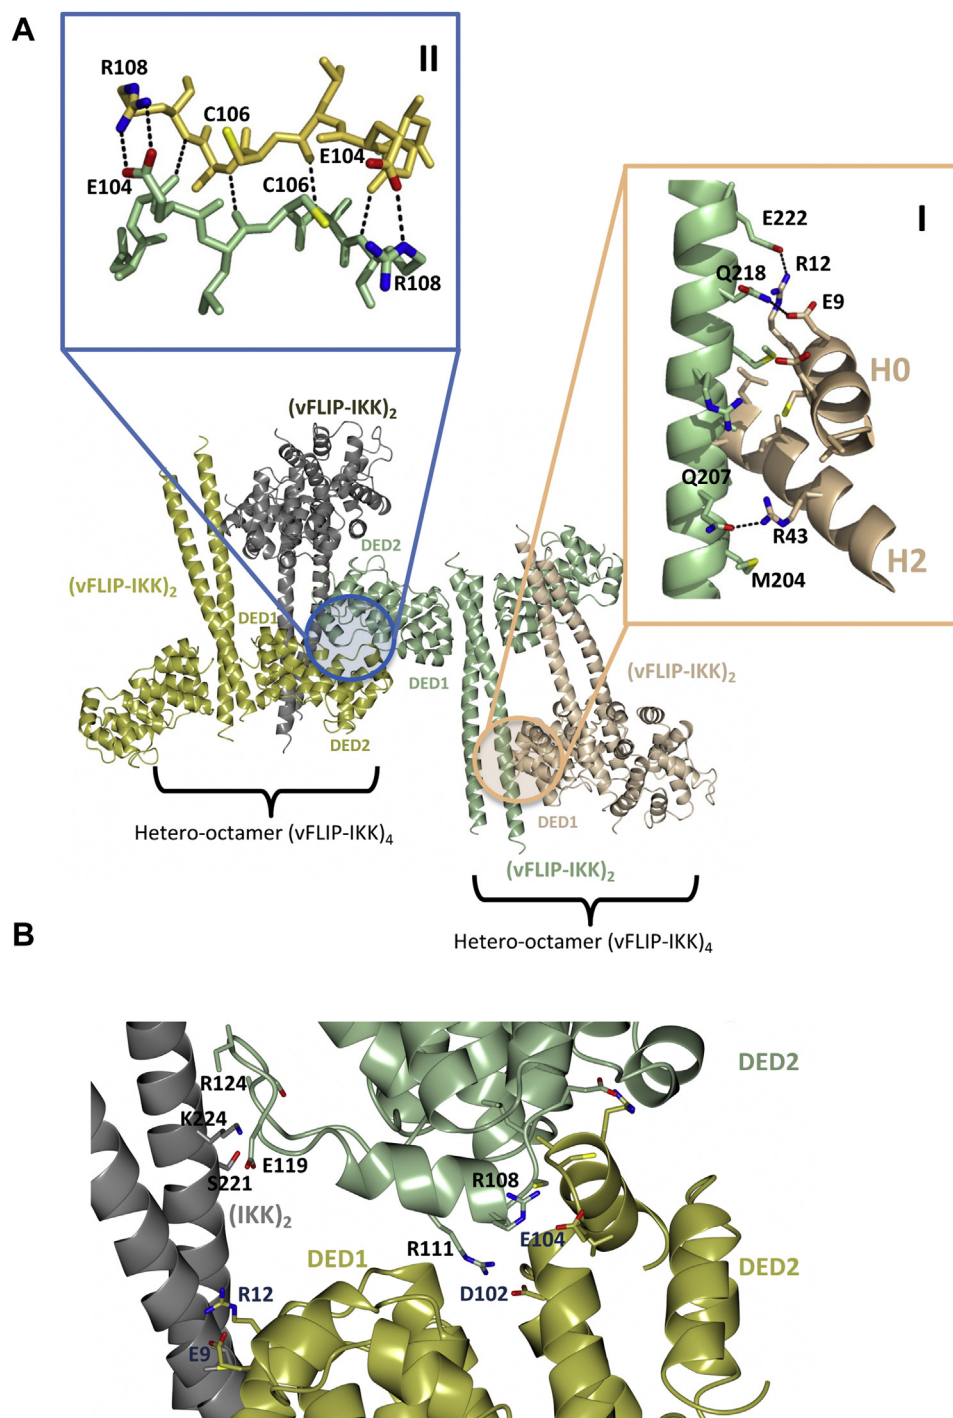 A
II
R108
C106
E104
C106
E104
R108
I
E222
R12
Q218
E9
H0
Q207
R43
H2
M204
(vFLIP-IKK)₂
DED2
(vFLIP-IKK)₂
DED1
(vFLIP-IKK)₂
DED1
DED2
DED1
Hetero-octamer (vFLIP-IKK)₄
(vFLIP-IKK)₂
Hetero-octamer (vFLIP-IKK)₄
B
DED2
R124
K224
E119
S221
R108
(IKK)₂
E104
R111
DED1
DED2
D102
R12
E9